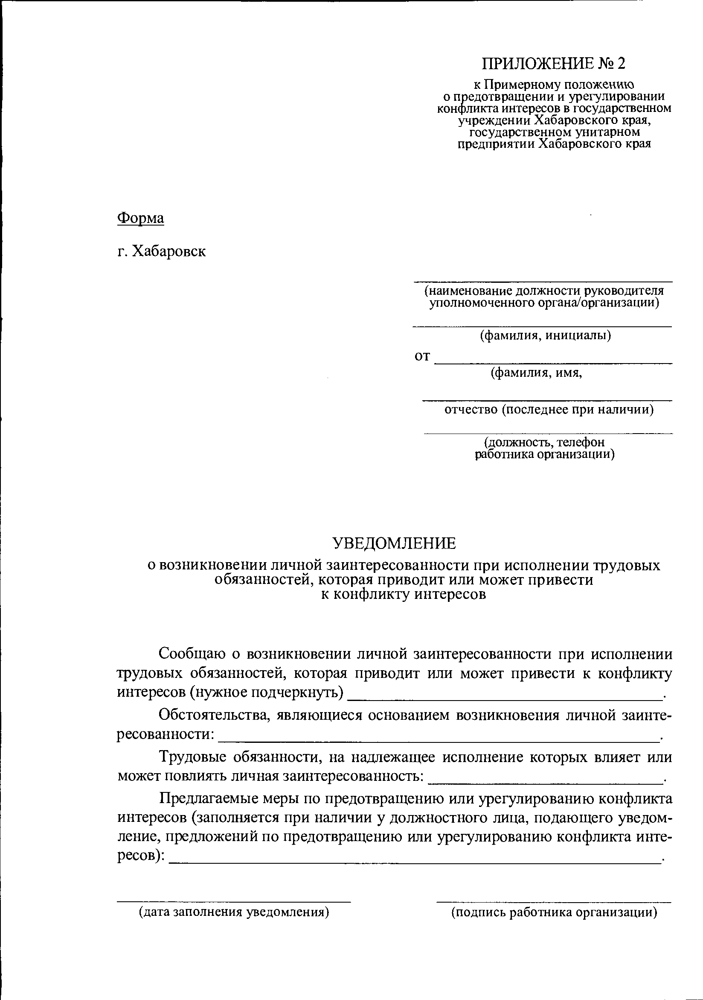 ПРИЛОЖЕНИЕ № 2
к Примерному положению
о предотвращении и урегулировании
конфликта интересов в государственном
учреждении Хабаровского края,
государственном унитарном
предприятии Хабаровского края
Форма
г. Хабаровск
(наименование должности руководителя
уполномоченного органа/организации)
(фамилия, инициалы)
от
(фамилия, имя,
отчество (последнее при наличии)
(должность, телефон
работника организации)
УВЕДОМЛЕНИЕ
о возникновении личной заинтересованности при исполнении трудовых
обязанностей, которая приводит или может привести
к конфликту интересов
Сообщаю о возникновении личной заинтересованности при исполнении
трудовых обязанностей, которая приводит или может привести к конфликту
интересов (нужное подчеркнуть) ______.
Обстоятельства, являющиеся основанием возникновения личной заинте-
ресованности: ______.
Трудовые обязанности, на надлежащее исполнение которых влияет или
может повлиять личная заинтересованность: ______.
Предлагаемые меры по предотвращению или урегулированию конфликта
интересов (заполняется при наличии у должностного лица, подающего уведом-
ление, предложений по предотвращению или урегулированию конфликта инте-
ресов): ______.
(дата заполнения уведомления) (подпись работника организации)